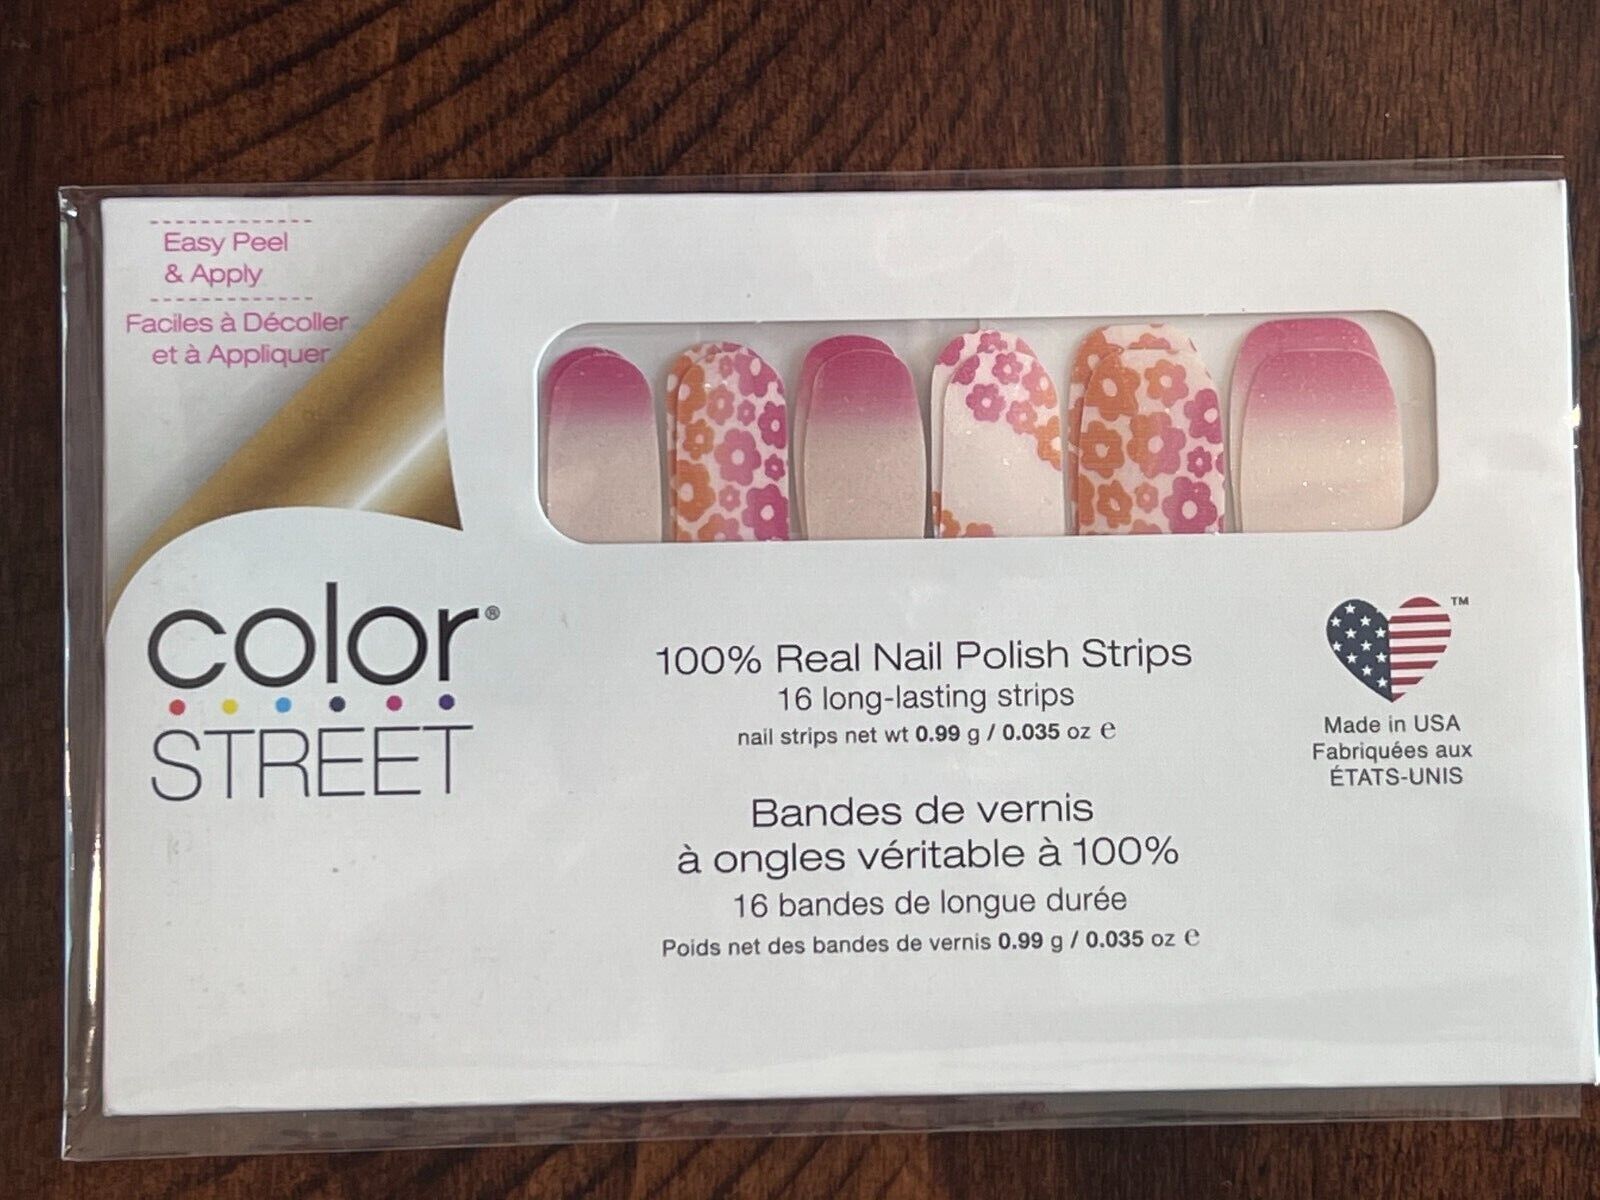 Easy Peel
& Apply
Faciles à Décoller
et à Appliquer
color®
STREET
100% Real Nail Polish Strips
16 long-lasting strips
nail strips net wt 0.99 g / 0.035 oz ℮
Bandes de vernis
à ongles véritable à 100%
16 bandes de longue durée
Poids net des bandes de vernis 0.99 g / 0.035 oz ℮
TM
Made in USA
Fabriquées aux
ÉTATS-UNIS